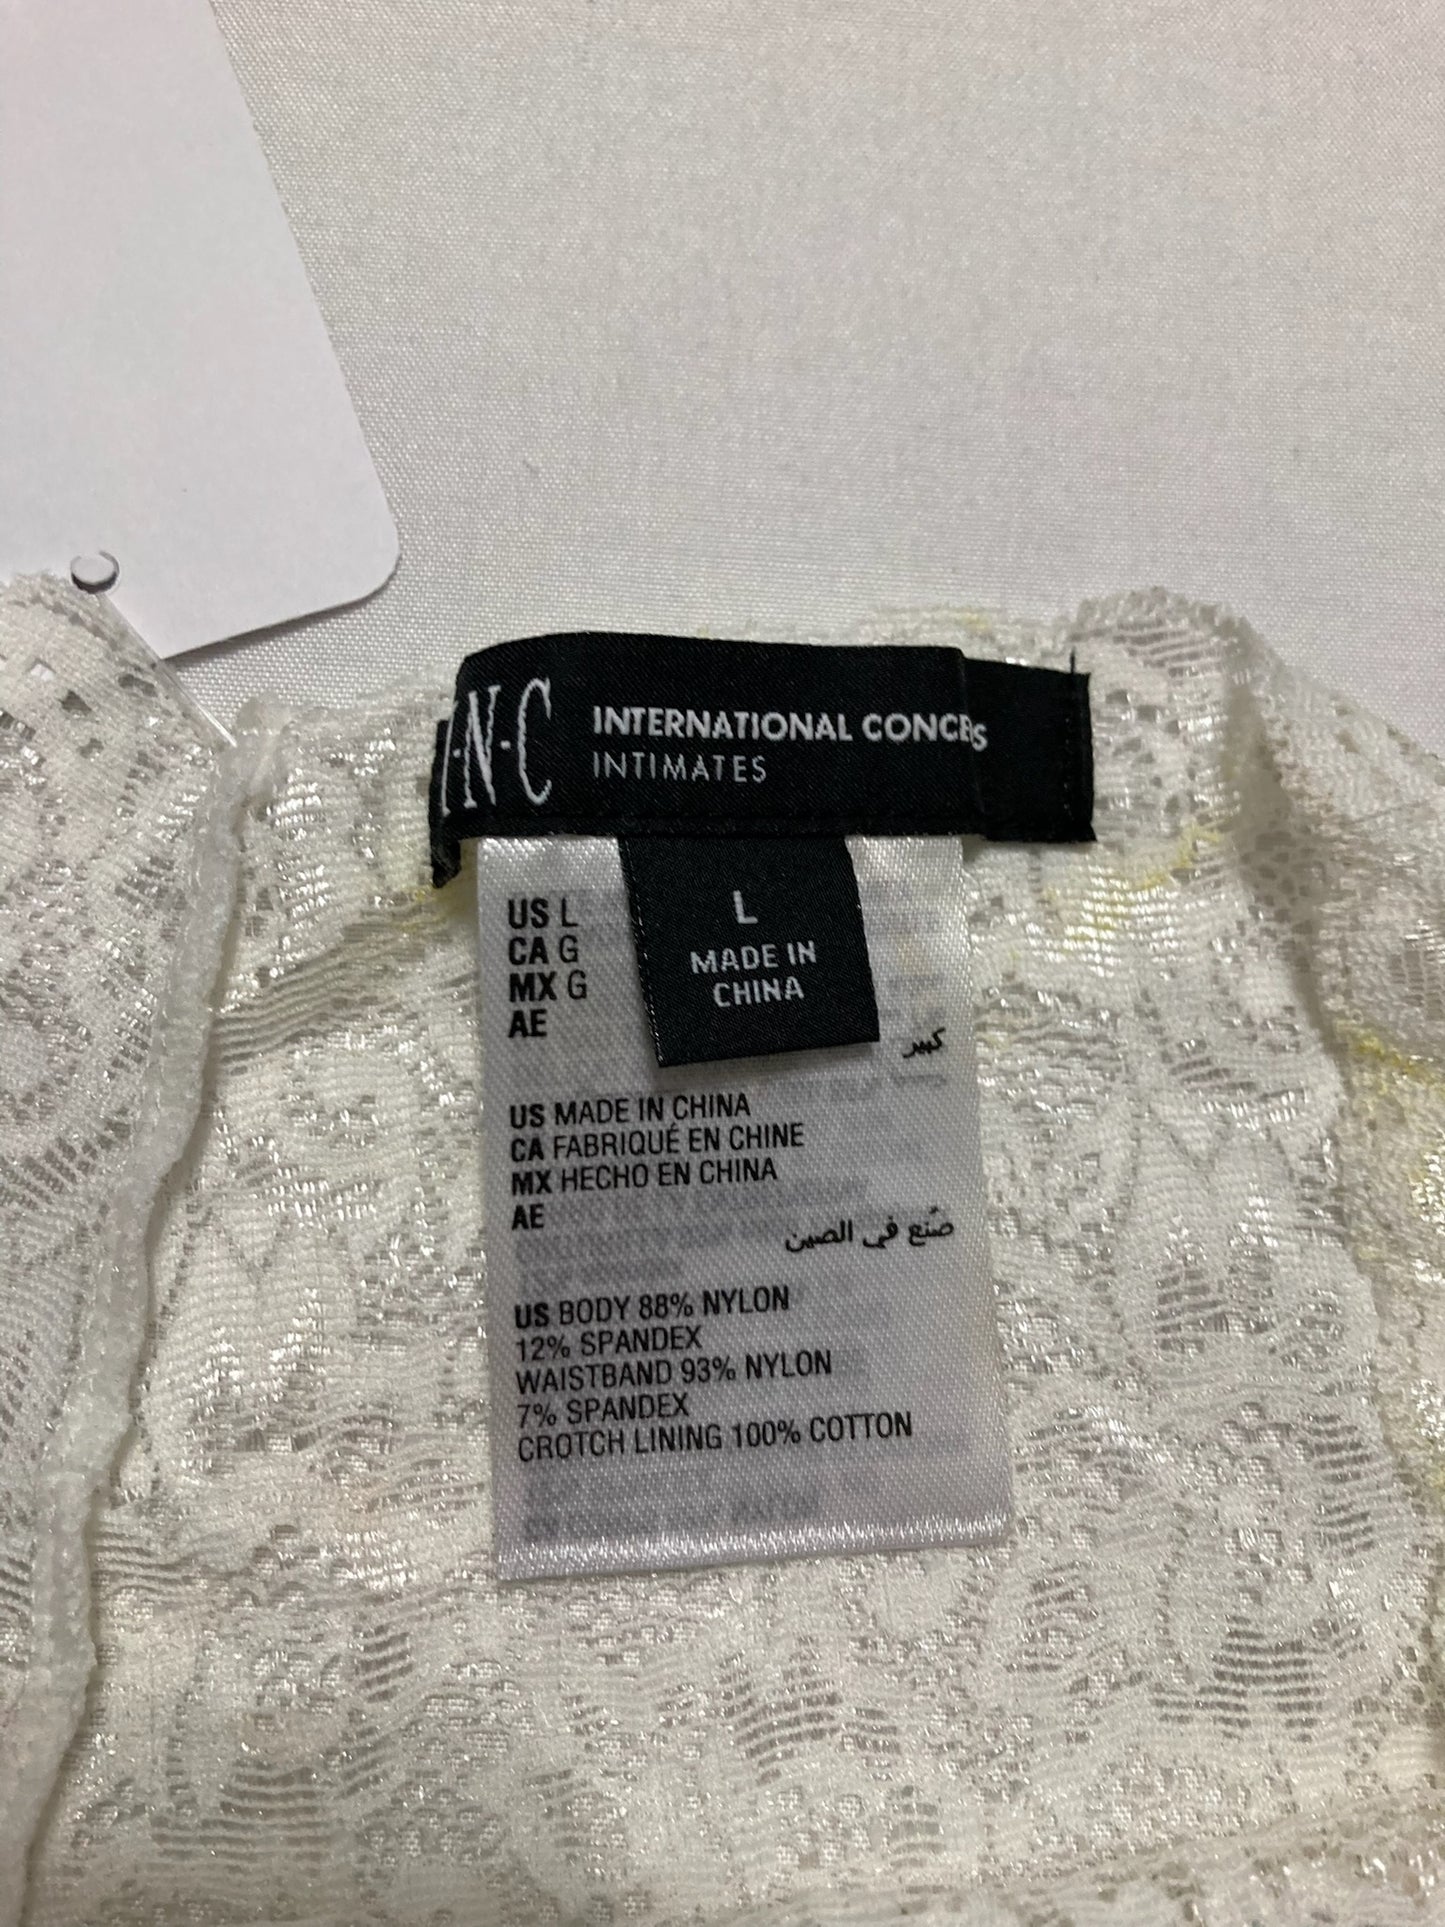 I·N·C INTERNATIONAL CONCE S
INTIMATES
L
MADE IN
CHINA
US L
CA G
MX G
AE
كبير
US MADE IN CHINA
CA FABRIQUÉ EN CHINE
MX HECHO EN CHINA
AE
صُنع في الصين
US BODY 88% NYLON
12% SPANDEX
WAISTBAND 93% NYLON
7% SPANDEX
CROTCH LINING 100% COTTON